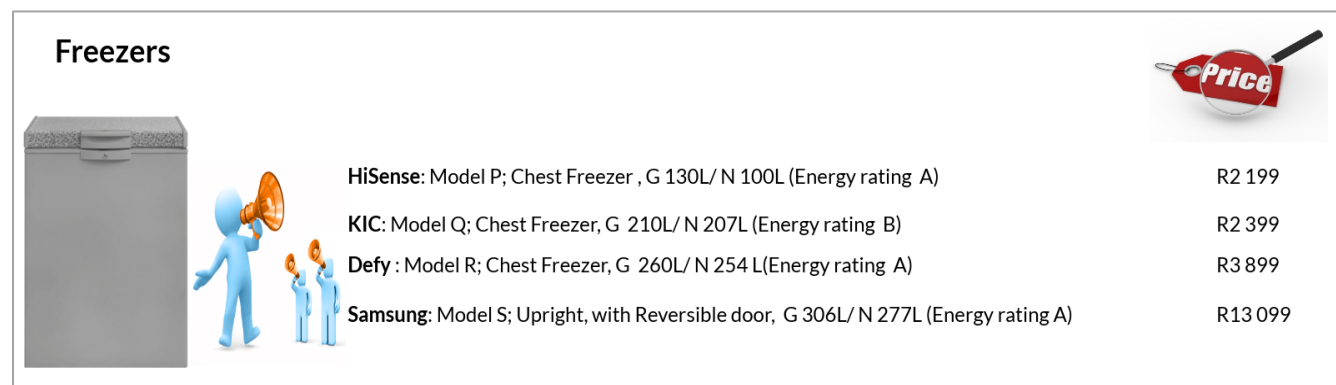 Freezers
Price
HiSense: Model P; Chest Freezer , G 130L/ N 100L (Energy rating A) R2 199
KIC: Model Q; Chest Freezer, G 210L/ N 207L (Energy rating B) R2 399
Defy : Model R; Chest Freezer, G 260L/ N 254 L(Energy rating A) R3 899
Samsung: Model S; Upright, with Reversible door, G 306L/ N 277L (Energy rating A) R13 099